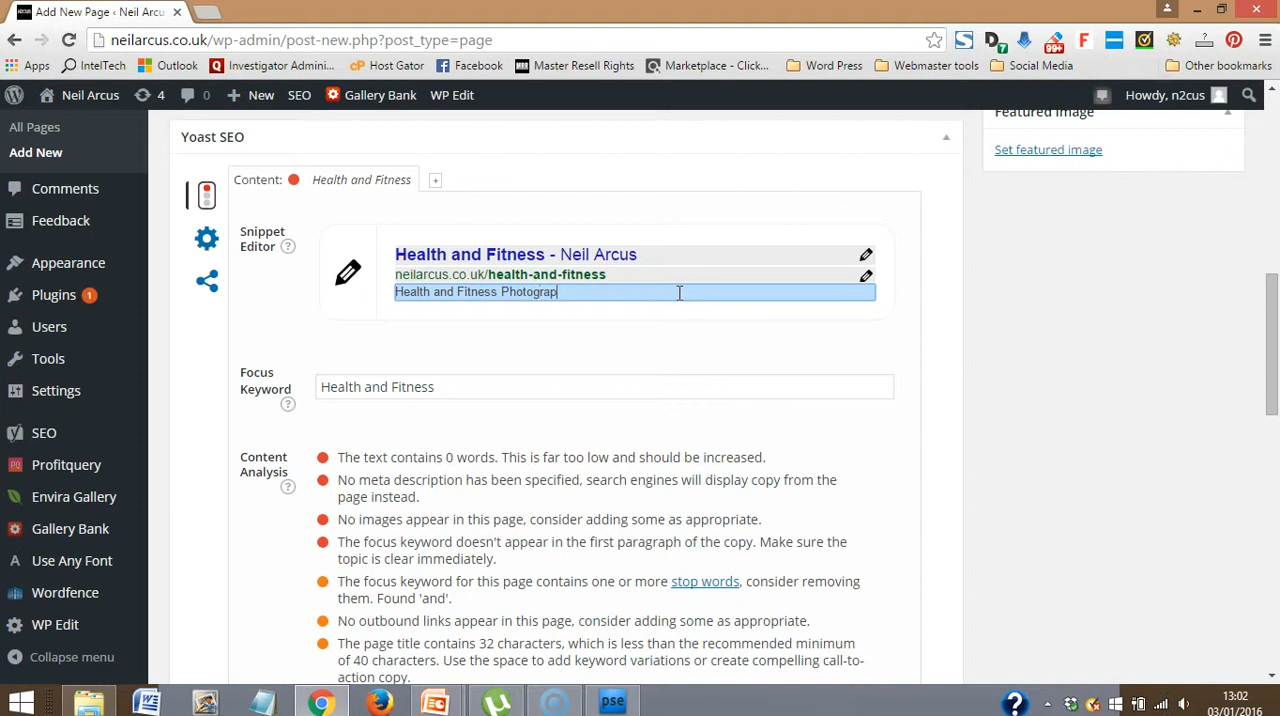 Add New Page ‹ Neil Arcu
neilarcus.co.uk/wp-admin/post-new.php?post_type=page
7
99+
F
Apps
IntelTech
Outlook
Investigator Admini...
Host Gator
Facebook
Master Resell Rights
Marketplace - Click...
Word Press
Webmaster tools
Social Media
Other bookmarks
Neil Arcus
4
0
New
SEO
Gallery Bank
WP Edit
Howdy, n2cus
All Pages
Add New
Comments
Feedback
Appearance
Plugins 1
Users
Tools
Settings
SEO
Profitquery
Envira Gallery
Gallery Bank
Use Any Font
Wordfence
WP Edit
Collapse menu
Featured Image
Set featured image
Yoast SEO
Content: Health and Fitness +
Snippet
Editor ?
Health and Fitness - Neil Arcus
neilarcus.co.uk/health-and-fitness
Health and Fitness Photograp
Focus
Keyword
?
Health and Fitness
Content
Analysis
?
The text contains 0 words. This is far too low and should be increased.
No meta description has been specified, search engines will display copy from the
page instead.
No images appear in this page, consider adding some as appropriate.
The focus keyword doesn't appear in the first paragraph of the copy. Make sure the
topic is clear immediately.
The focus keyword for this page contains one or more stop words, consider removing
them. Found 'and'.
No outbound links appear in this page, consider adding some as appropriate.
The page title contains 32 characters, which is less than the recommended minimum
of 40 characters. Use the space to add keyword variations or create compelling call-to-
action copy.
pse
13:02
03/01/2016